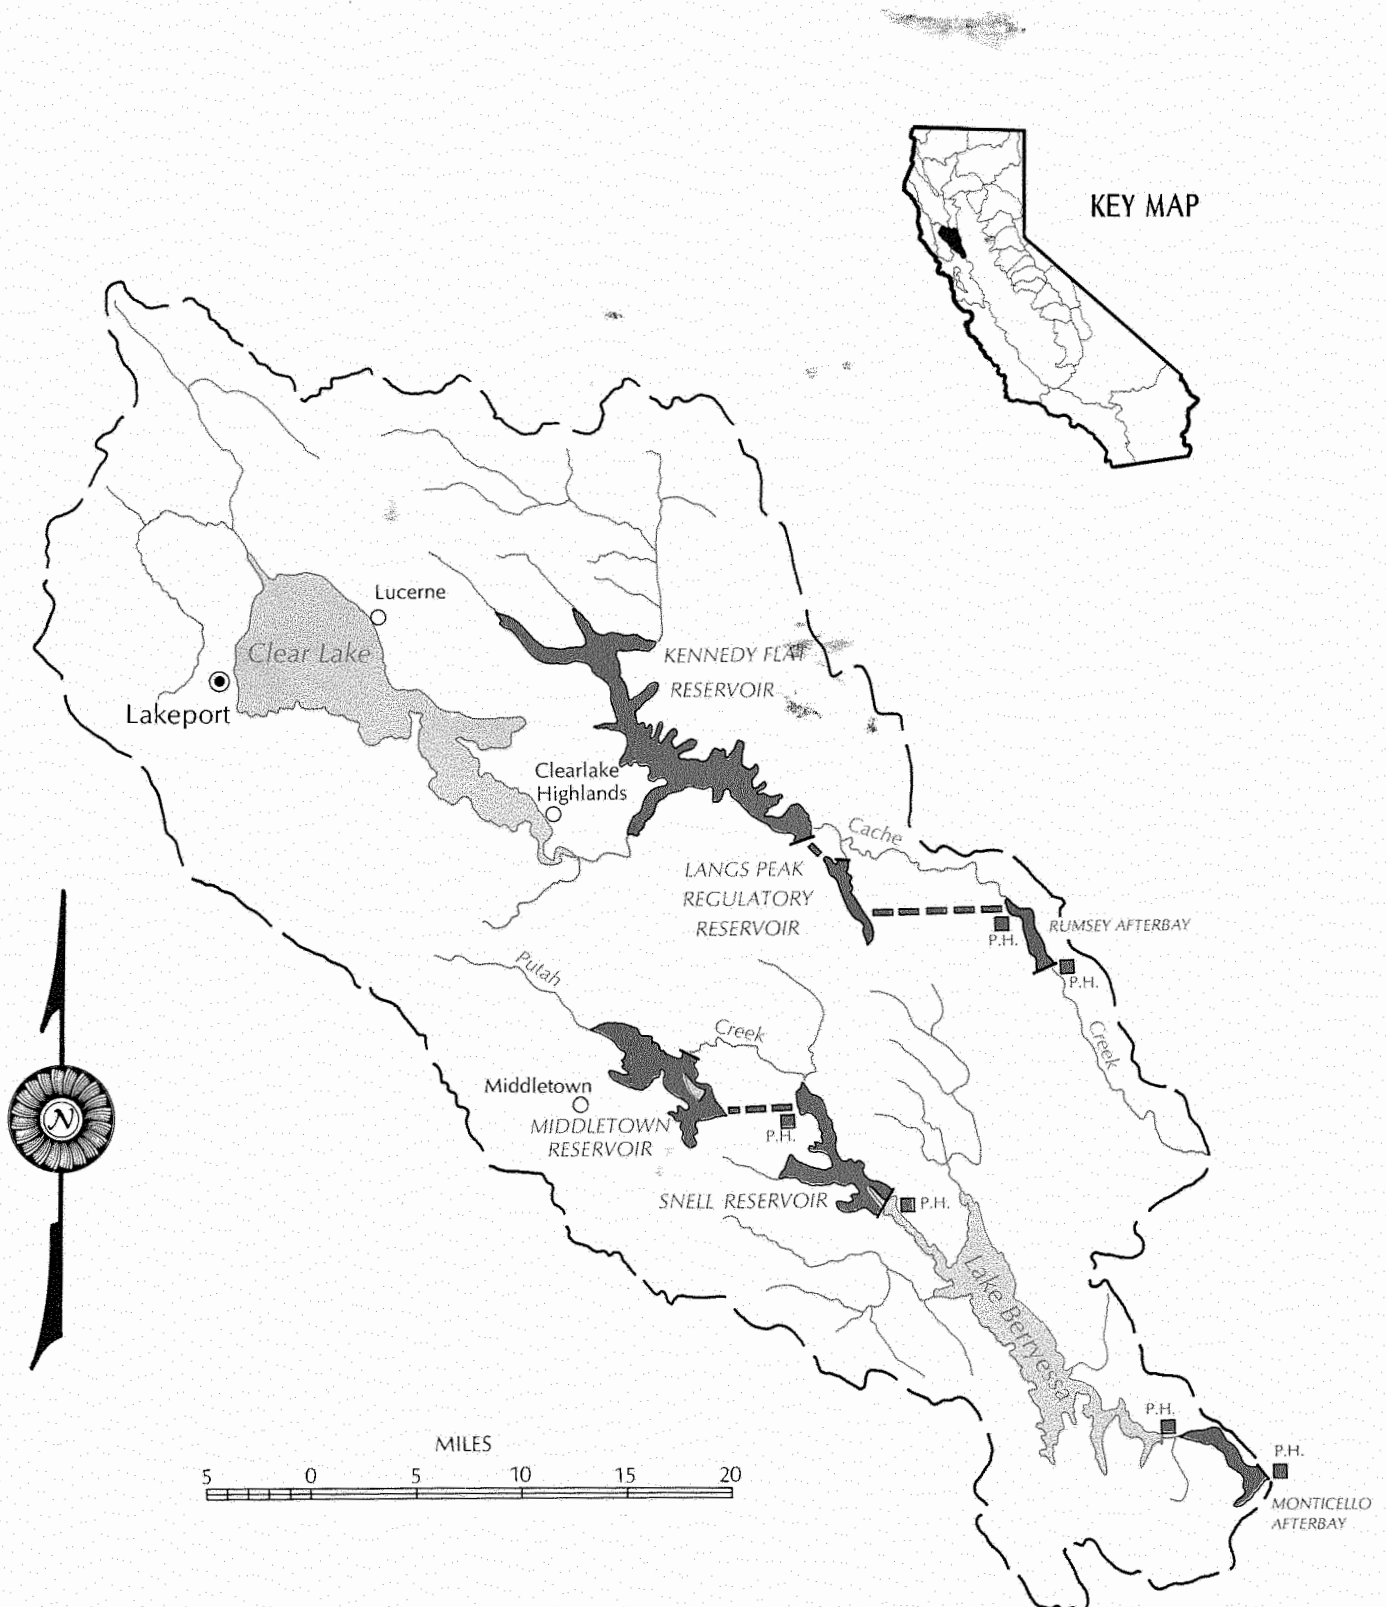 KEY MAP
Lucerne
Clear Lake
KENNEDY FLAT
RESERVOIR
Lakeport
Clearlake
Highlands
Cache
LANGS PEAK
REGULATORY
RESERVOIR
RUMSEY AFTERBAY
P.H.
P.H.
Putah
Creek
Creek
Middletown
MIDDLETOWN
RESERVOIR
P.H.
N
SNELL RESERVOIR
P.H.
Lake Berryessa
P.H.
MILES
P.H.
5 0 5 10 15 20
MONTICELLO
AFTERBAY